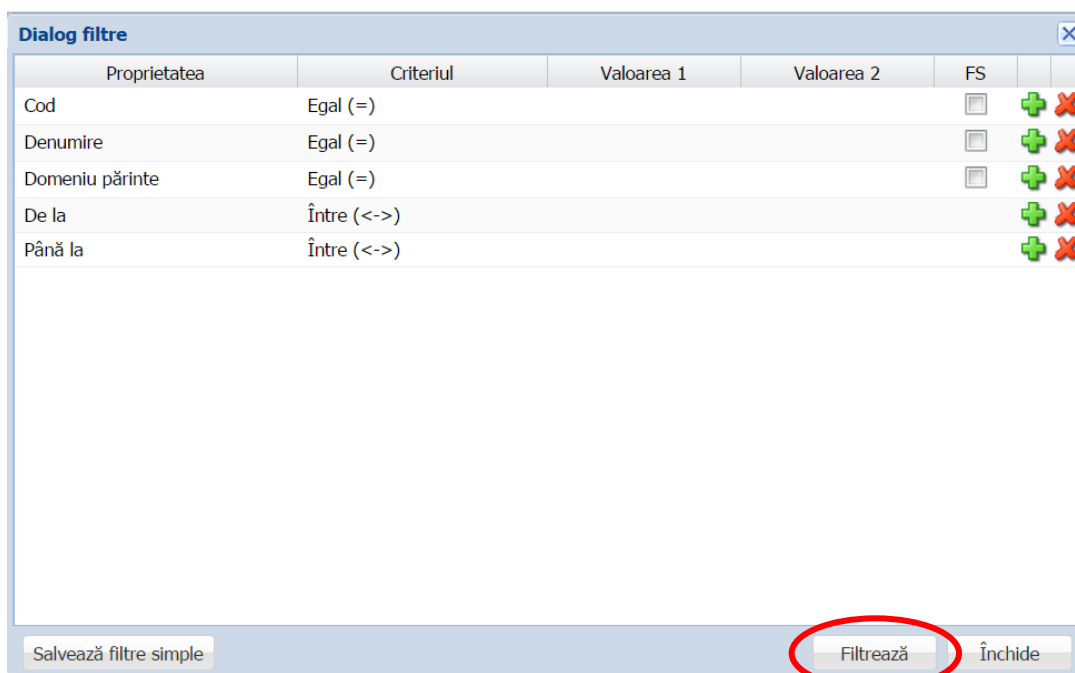 Dialog filtre
Proprietatea Criteriul Valoarea 1 Valoarea 2 FS
Cod Egal (=)
Denumire Egal (=)
Domeniu părinte Egal (=)
De la Între (<->)
Până la Între (<->)
Salvează filtre simple Filtrează Închide